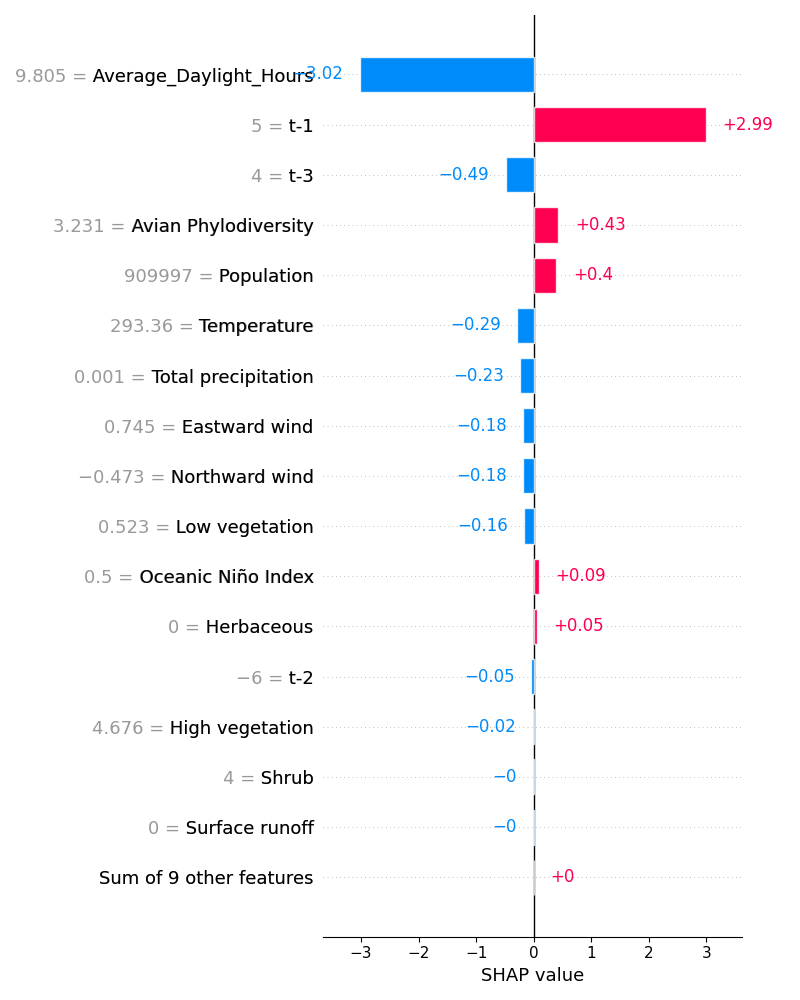 9.805 = Average_Daylight_Hours −3.02
5 = t-1 +2.99
4 = t-3 −0.49
3.231 = Avian Phylodiversity +0.43
909997 = Population +0.4
293.36 = Temperature −0.29
0.001 = Total precipitation −0.23
0.745 = Eastward wind −0.18
−0.473 = Northward wind −0.18
0.523 = Low vegetation −0.16
0.5 = Oceanic Niño Index +0.09
0 = Herbaceous +0.05
−6 = t-2 −0.05
4.676 = High vegetation −0.02
4 = Shrub −0
0 = Surface runoff −0
Sum of 9 other features +0
−3 −2 −1 0 1 2 3
SHAP value